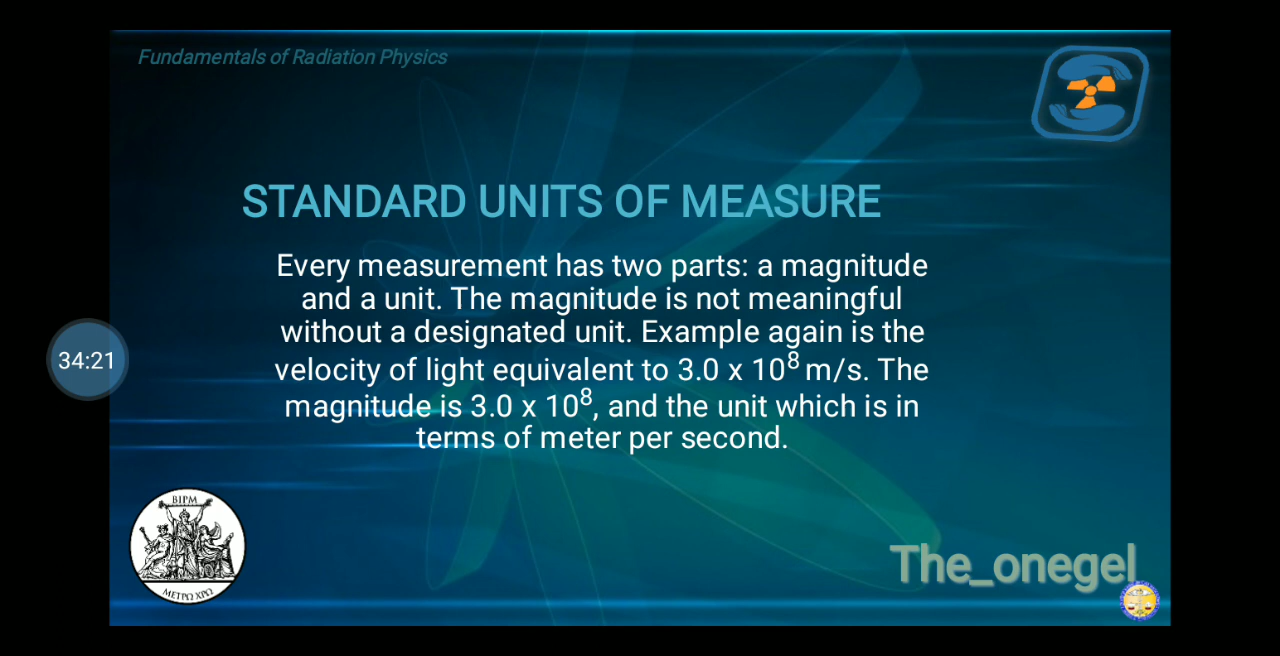 Fundamentals of Radiation Physics
STANDARD UNITS OF MEASURE
Every measurement has two parts: a magnitude
and a unit. The magnitude is not meaningful
without a designated unit. Example again is the
velocity of light equivalent to 3.0 x 10⁸ m/s. The
34:21
magnitude is 3.0 x 10⁸, and the unit which is in
terms of meter per second.
BIPM
ΜΕΤΡΩ ΧΡΩ
The_onegel